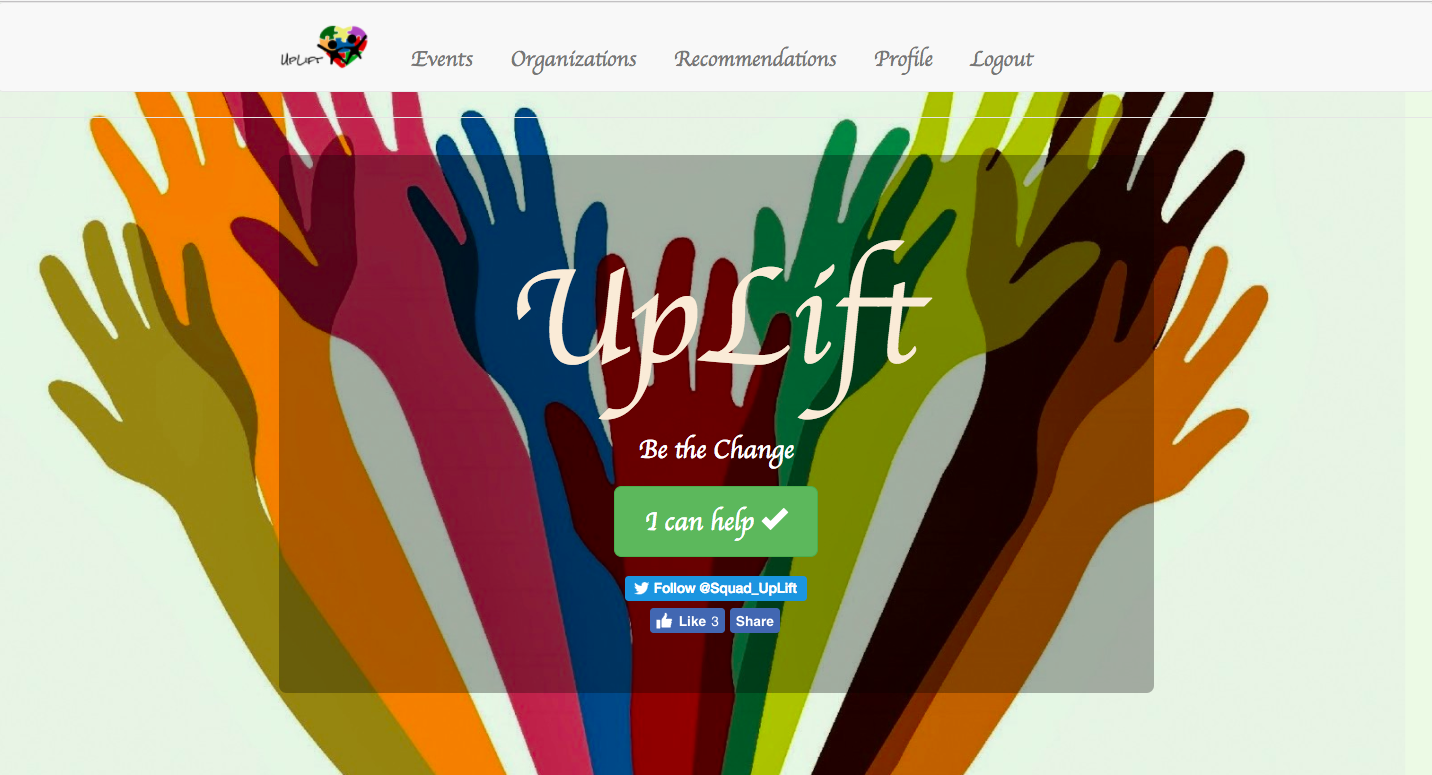 UpLift Events Organizations Recommendations Profile Logout
UpLift
Be the Change
I can help
Follow @Squad_UpLift
Like 3 Share